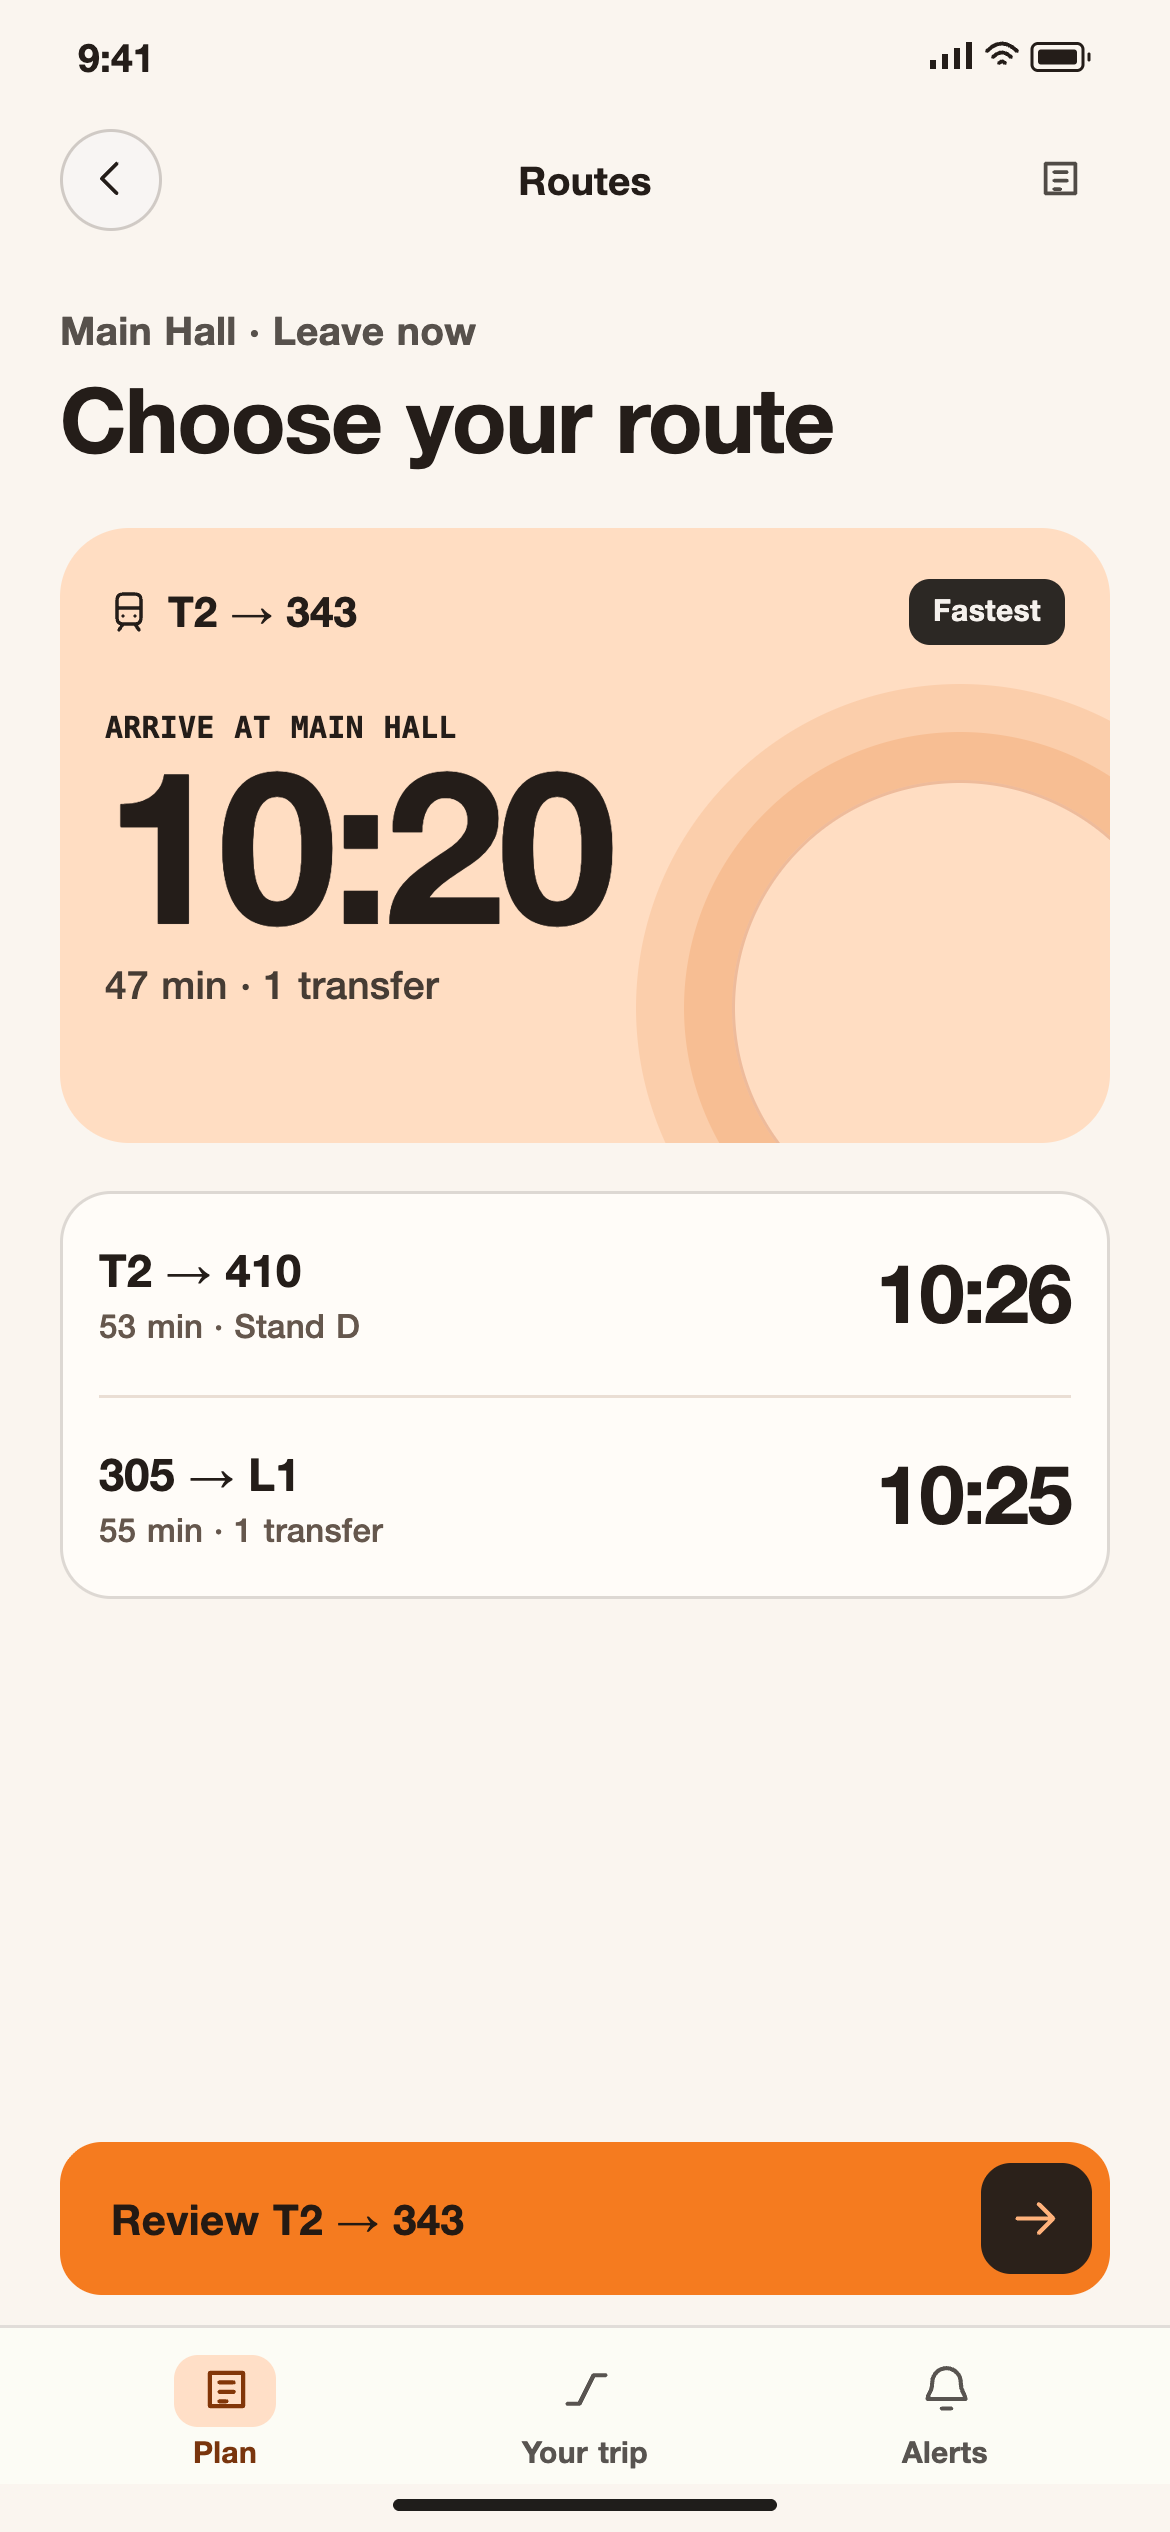 9:41
Routes
Main Hall · Leave now
Choose your route
T2 → 343
Fastest
ARRIVE AT MAIN HALL
10:20
47 min · 1 transfer
T2 → 410
10:26
53 min · Stand D
305 → L1
10:25
55 min · 1 transfer
Review T2 → 343
Plan
Your trip
Alerts